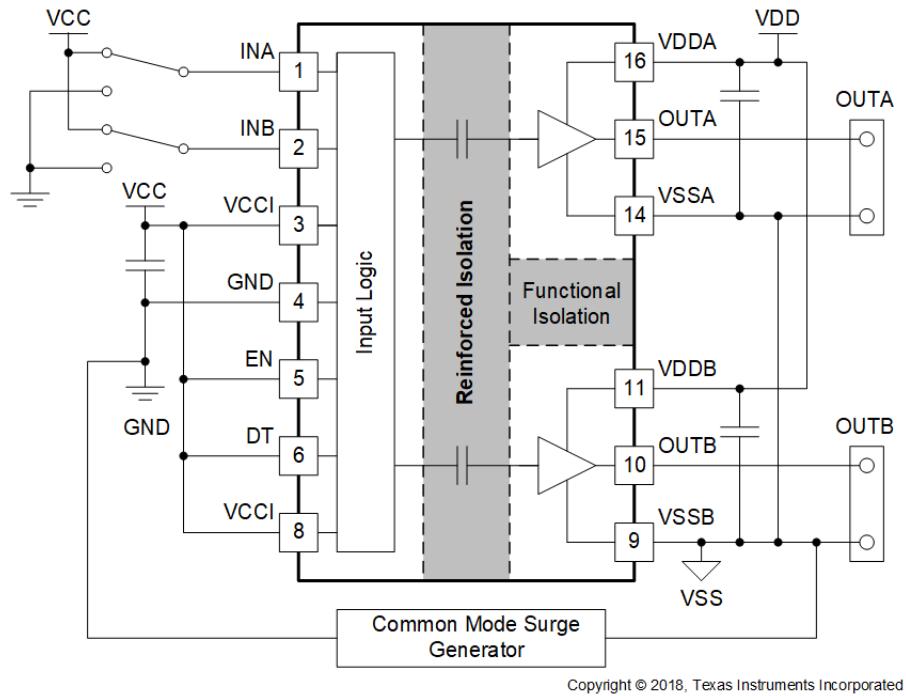 VCC
INA
1
INB
2
VCC
VCCI
3
GND
4
EN
5
GND
DT
6
VCCI
8
Input Logic
Reinforced Isolation
Functional
Isolation
16
VDDA
VDD
15
OUTA
OUTA
14
VSSA
11
VDDB
10
OUTB
OUTB
9
VSSB
VSS
Common Mode Surge
Generator
Copyright © 2018, Texas Instruments Incorporated